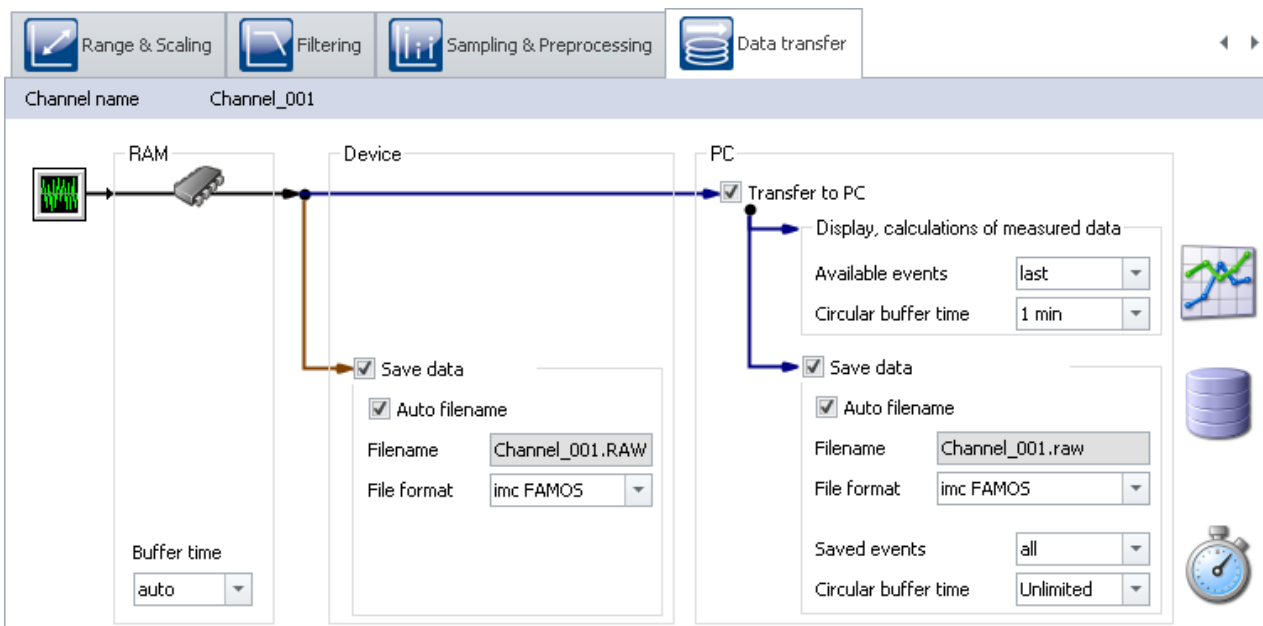 Range & Scaling
Filtering
Sampling & Preprocessing
Data transfer
Channel name Channel_001
RAM
Device
PC
Transfer to PC
Display, calculations of measured data
Available events last
Circular buffer time 1 min
Save data
Auto filename
Filename Channel_001.RAW
File format imc FAMOS
Save data
Auto filename
Filename Channel_001.raw
File format imc FAMOS
Saved events all
Circular buffer time Unlimited
Buffer time
auto